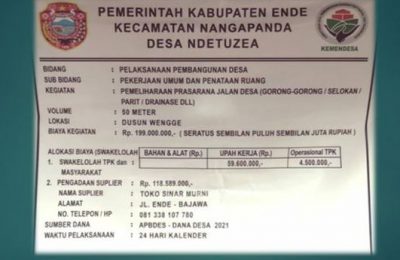 PEMERINTAH KABUPATEN ENDE
KECAMATAN NANGAPANDA
DESA NDETUZEA
KEMENDESA
BIDANG : PELAKSANAAN PEMBANGUNAN DESA
SUB BIDANG : PEKERJAAN UMUM DAN PENATAAN RUANG
KEGIATAN : PEMELIHARAAN PRASARANA JALAN DESA (GORONG-GORONG / SELOKAN / PARIT / DRAINASE DLL)
VOLUME : 50 METER
LOKASI : DUSUN WENGGE
BIAYA KEGIATAN : Rp. 199.000.000,- ( SERATUS SEMBILAN PULUH SEMBILAN JUTA RUPIAH )
ALOKASI BIAYA (SWAKELOLAH BAHAN & ALAT (Rp.) UPAH KERJA (Rp.) Operasional TPK
1. SWAKELOLAH TPK dan MASYARAKAT 59.600.000,- 4.500.000,-
2. PENGADAAN SUPLIER : Rp. 118.589.000,-
NAMA SUPLIER : TOKO SINAR MURNI
ALAMAT : JL. ENDE - BAJAWA
NO. TELEPON / HP : 081 338 107 780
SUMBER DANA : APBDES - DANA DESA 2021
WAKTU PELAKSANAAN : 24 HARI KALENDER